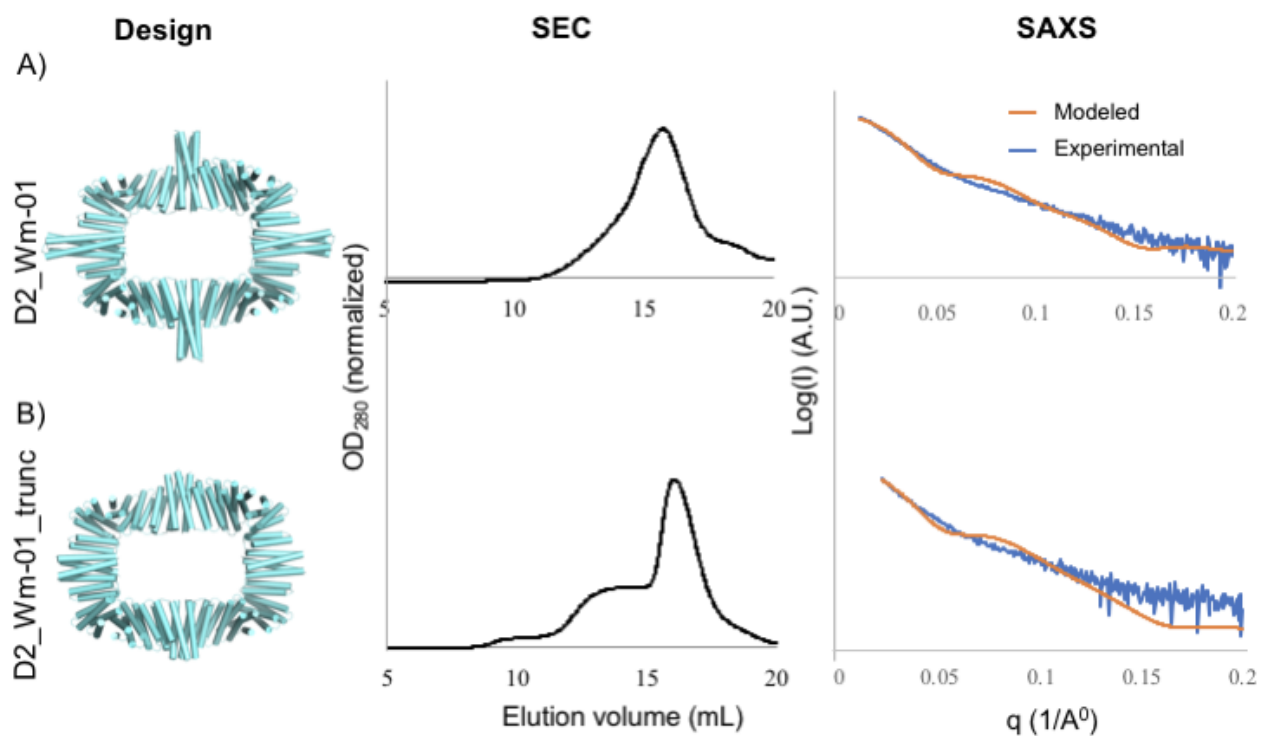 Design SEC SAXS
A)
D2_Wm-01
Modeled
Experimental
5 10 15 20
0 0.05 0.1 0.15 0.2
OD280 (normalized)
Log(I) (A.U.)
B)
D2_Wm-01_trunc
5 10 15 20
0 0.05 0.1 0.15 0.2
Elution volume (mL)
q (1/A⁰)